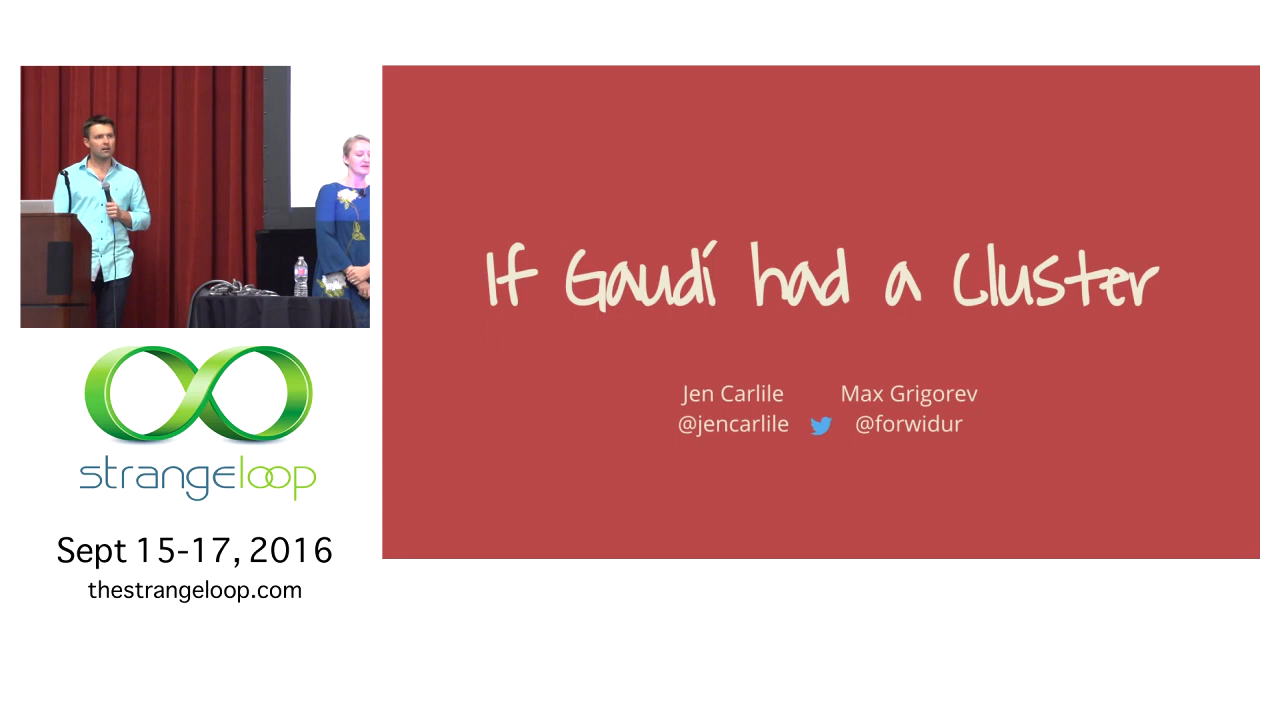 If Gaudí had a Cluster
Jen Carlile
Max Grigorev
@jencarlile
@forwidur
strangeloop
Sept 15-17, 2016
thestrangeloop.com